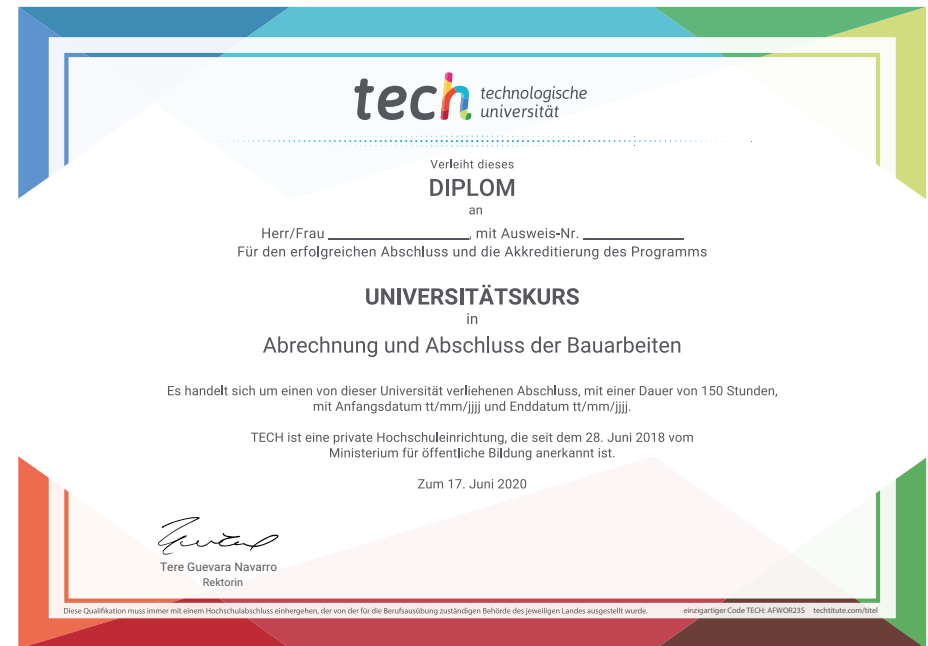 tech technologische
universität
Verleiht dieses
DIPLOM
an
Herr/Frau ____________________, mit Ausweis-Nr. ______________
Für den erfolgreichen Abschluss und die Akkreditierung des Programms
UNIVERSITÄTSKURS
in
Abrechnung und Abschluss der Bauarbeiten
Es handelt sich um einen von dieser Universität verliehenen Abschluss, mit einer Dauer von 150 Stunden,
mit Anfangsdatum tt/mm/jjjj und Enddatum tt/mm/jjjj.
TECH ist eine private Hochschuleinrichtung, die seit dem 28. Juni 2018 vom
Ministerium für öffentliche Bildung anerkannt ist.
Zum 17. Juni 2020
Tere Guevara Navarro
Rektorin
Diese Qualifikation muss immer mit einem Hochschulabschluss einhergehen, der von der für die Berufsausübung zuständigen Behörde des jeweiligen Landes ausgestellt wurde. einzigartiger Code TECH: AFWOR235 techtitute.com/titel